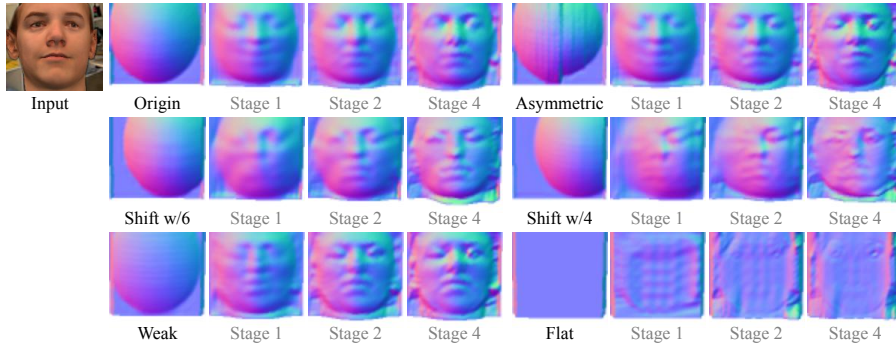 Input Origin Stage 1 Stage 2 Stage 4 Asymmetric Stage 1 Stage 2 Stage 4
Shift w/6 Stage 1 Stage 2 Stage 4 Shift w/4 Stage 1 Stage 2 Stage 4
Weak Stage 1 Stage 2 Stage 4 Flat Stage 1 Stage 2 Stage 4